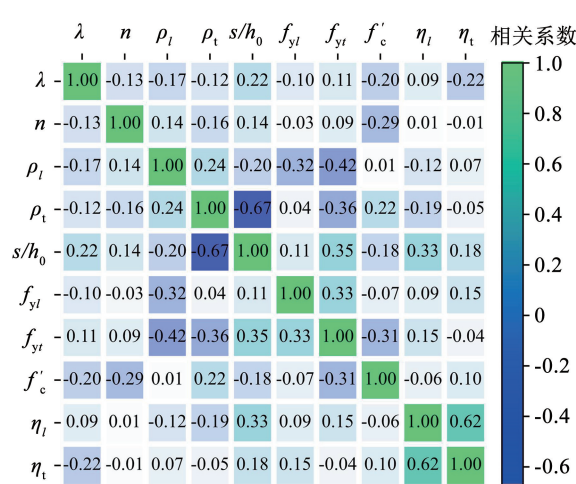 λ n ρl ρt s/h0 fyl fyt f′c ηl ηt 相关系数
λ 1.00 -0.13 -0.17 -0.12 0.22 -0.10 0.11 -0.20 0.09 -0.22 1.0
n -0.13 1.00 0.14 -0.16 0.14 -0.03 0.09 -0.29 0.01 -0.01 0.8
ρl -0.17 0.14 1.00 0.24 -0.20 -0.32 -0.42 0.01 -0.12 0.07 0.6
ρt -0.12 -0.16 0.24 1.00 -0.67 0.04 -0.36 0.22 -0.19 -0.05 0.4
s/h0 0.22 0.14 -0.20 -0.67 1.00 0.11 0.35 -0.18 0.33 0.18 0.2
fyl -0.10 -0.03 -0.32 0.04 0.11 1.00 0.33 -0.07 0.09 0.15 0
fyt 0.11 0.09 -0.42 -0.36 0.35 0.33 1.00 -0.31 0.15 -0.04 -0.2
f′c -0.20 -0.29 0.01 0.22 -0.18 -0.07 -0.31 1.00 -0.06 0.10
ηl 0.09 0.01 -0.12 -0.19 0.33 0.09 0.15 -0.06 1.00 0.62 -0.4
ηt -0.22 -0.01 0.07 -0.05 0.18 0.15 -0.04 0.10 0.62 1.00 -0.6